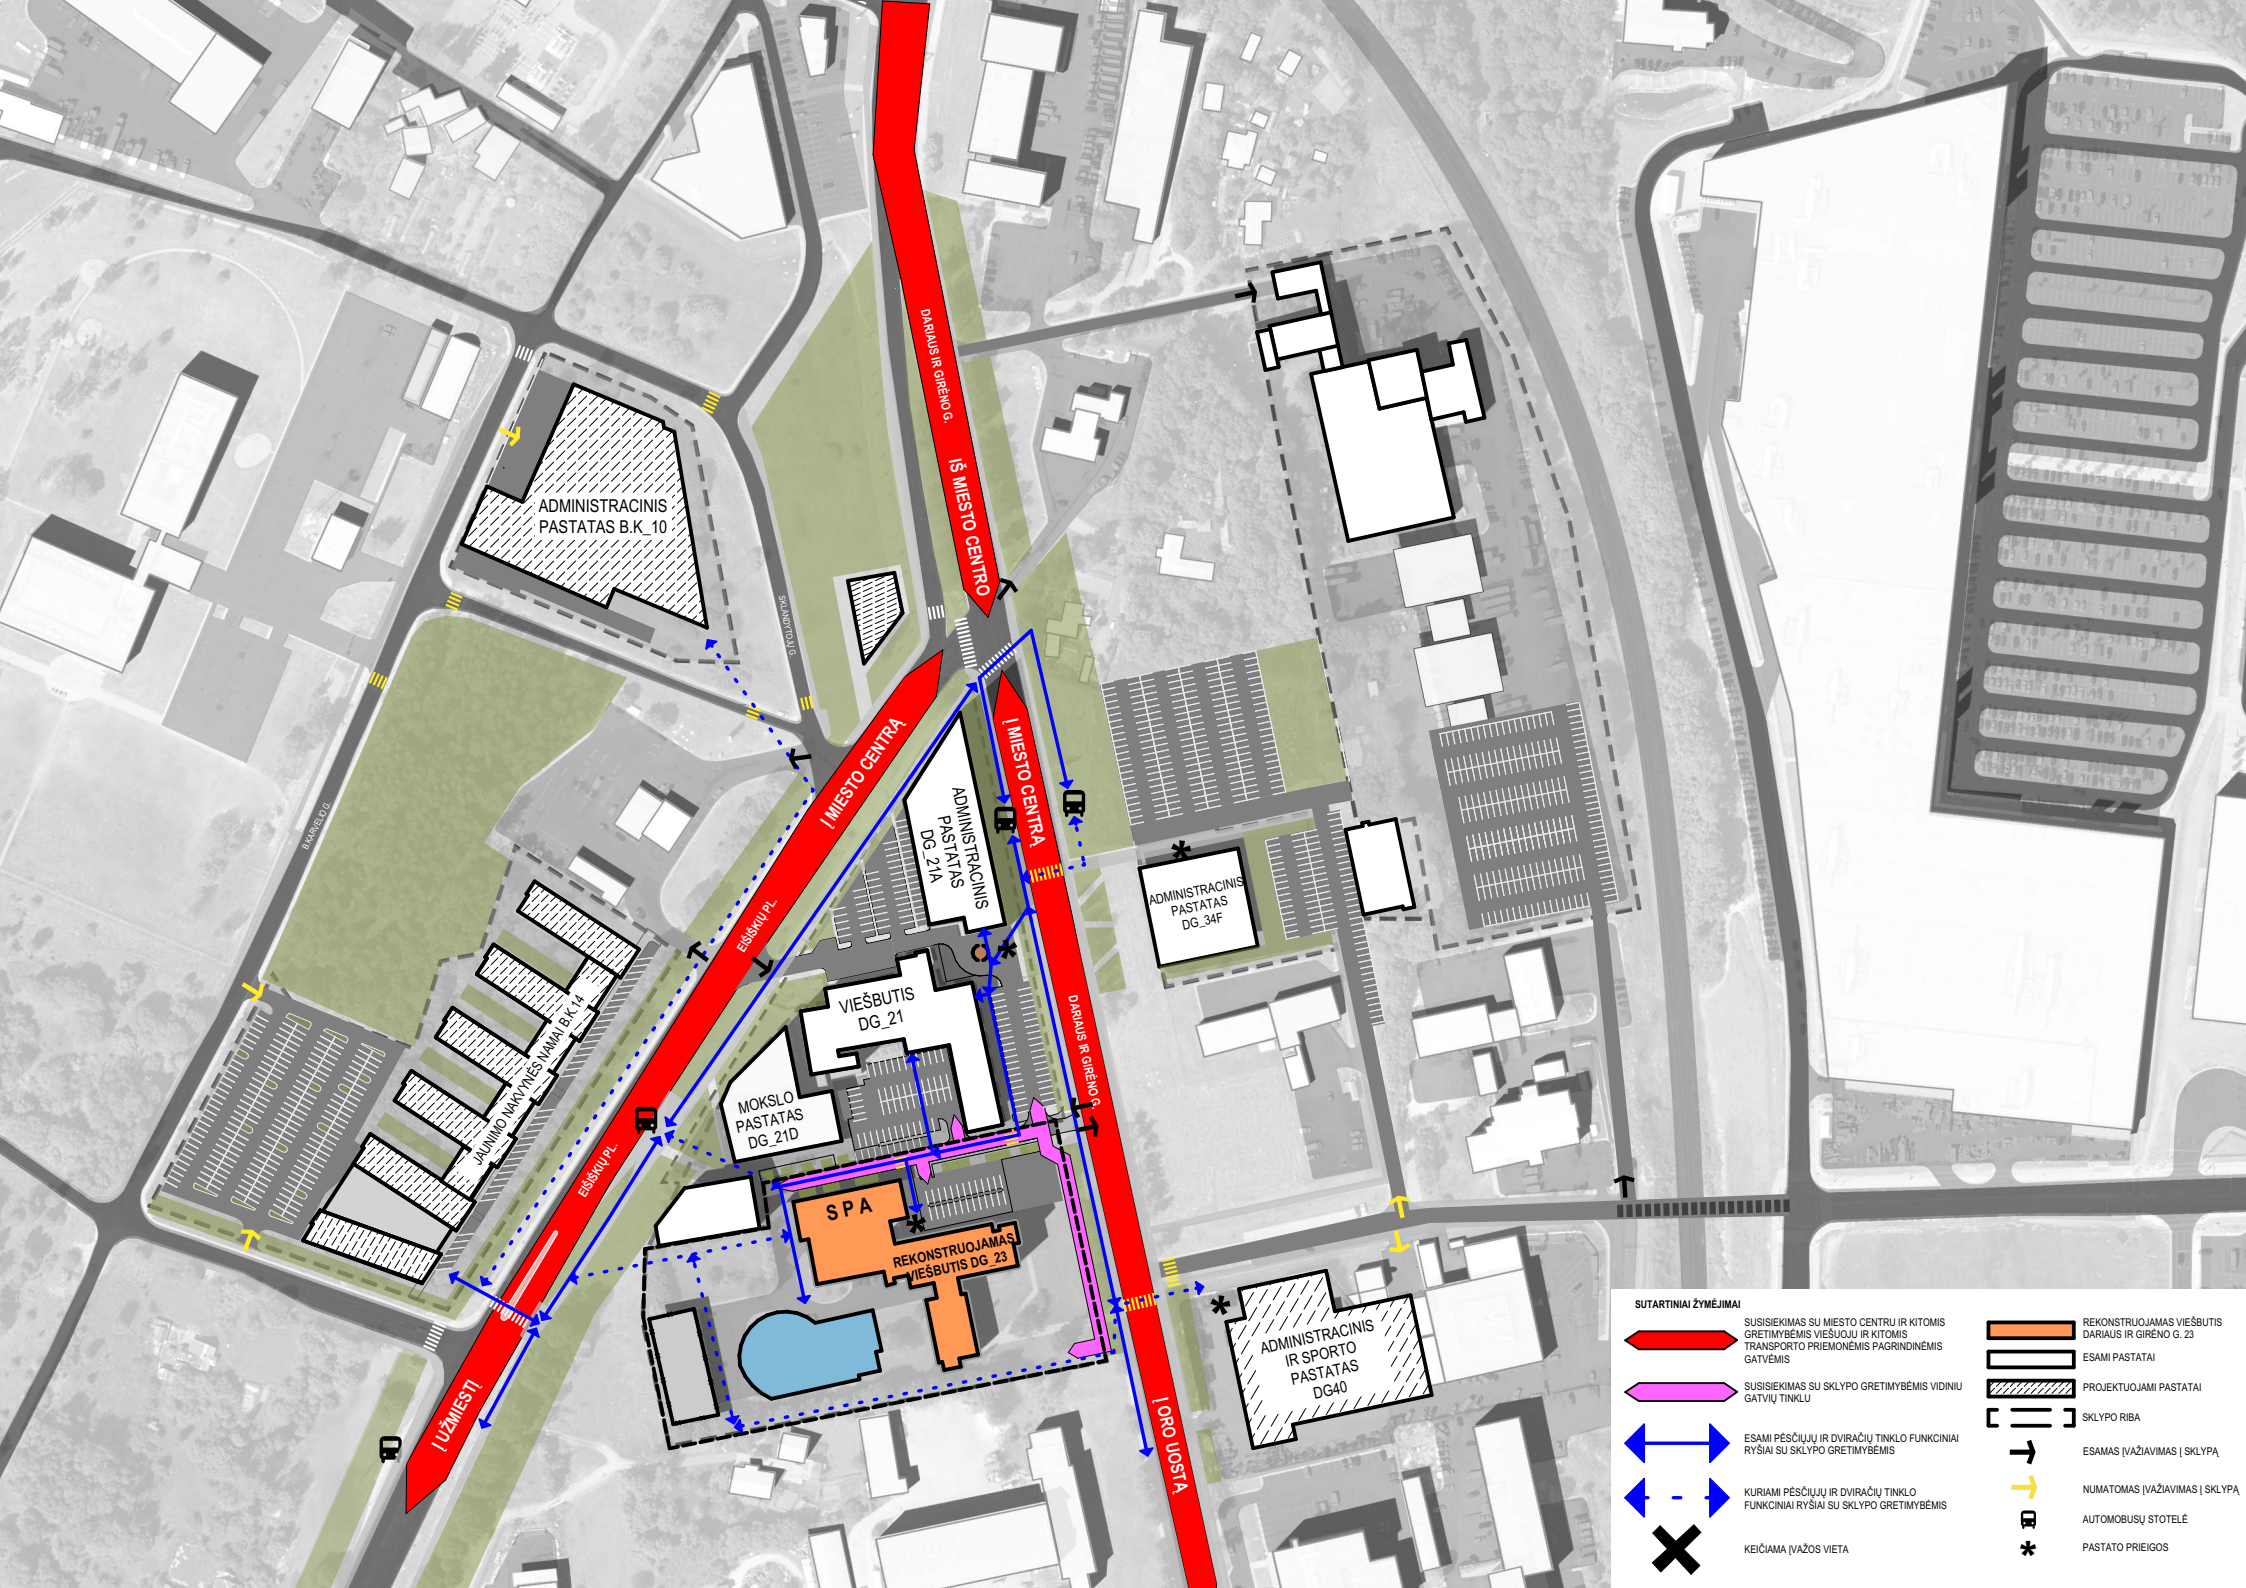 DARIAUS IR GIRĖNO G.
IŠ MIESTO CENTRO
ADMINISTRACINIS
PASTATAS B.K_10
SKLANDYTOJŲ G.
B.KARVELIO G.
Į MIESTO CENTRĄ
Į MIESTO CENTRĄ
ADMINISTRACINIS
PASTATAS
DG_21A
ADMINISTRACINIS
PASTATAS
DG_34F
EIŠIŠKIŲ PL.
VIEŠBUTIS
DG_21
DARIAUS IR GIRĖNO G.
JAUNIMO NAKVYNĖS NAMAI B.K.14
MOKSLO
PASTATAS
DG_21D
EIŠIŠKIŲ PL.
SPA
REKONSTRUOJAMAS
VIEŠBUTIS DG_23
ADMINISTRACINIS
IR SPORTO
PASTATAS
DG40
Į UŽMIESTĮ
Į ORO UOSTĄ
SUTARTINIAI ŽYMĖJIMAI
SUSISIEKIMAS SU MIESTO CENTRU IR KITOMIS
GRETIMYBĖMIS VIEŠUOJU IR KITOMIS
TRANSPORTO PRIEMONĖMIS PAGRINDINĖMIS
GATVĖMIS
SUSISIEKIMAS SU SKLYPO GRETIMYBĖMIS VIDINIU
GATVIŲ TINKLU
ESAMI PĖSČIŲJŲ IR DVIRAČIŲ TINKLO FUNKCINIAI
RYŠIAI SU SKLYPO GRETIMYBĖMIS
KURIAMI PĖSČIŲJŲ IR DVIRAČIŲ TINKLO
FUNKCINIAI RYŠIAI SU SKLYPO GRETIMYBĖMIS
KEIČIAMA ĮVAŽOS VIETA
REKONSTRUOJAMAS VIEŠBUTIS
DARIAUS IR GIRĖNO G. 23
ESAMI PASTATAI
PROJEKTUOJAMI PASTATAI
SKLYPO RIBA
ESAMAS ĮVAŽIAVIMAS Į SKLYPĄ
NUMATOMAS ĮVAŽIAVIMAS Į SKLYPĄ
AUTOMOBUSŲ STOTELĖ
PASTATO PRIEIGOS